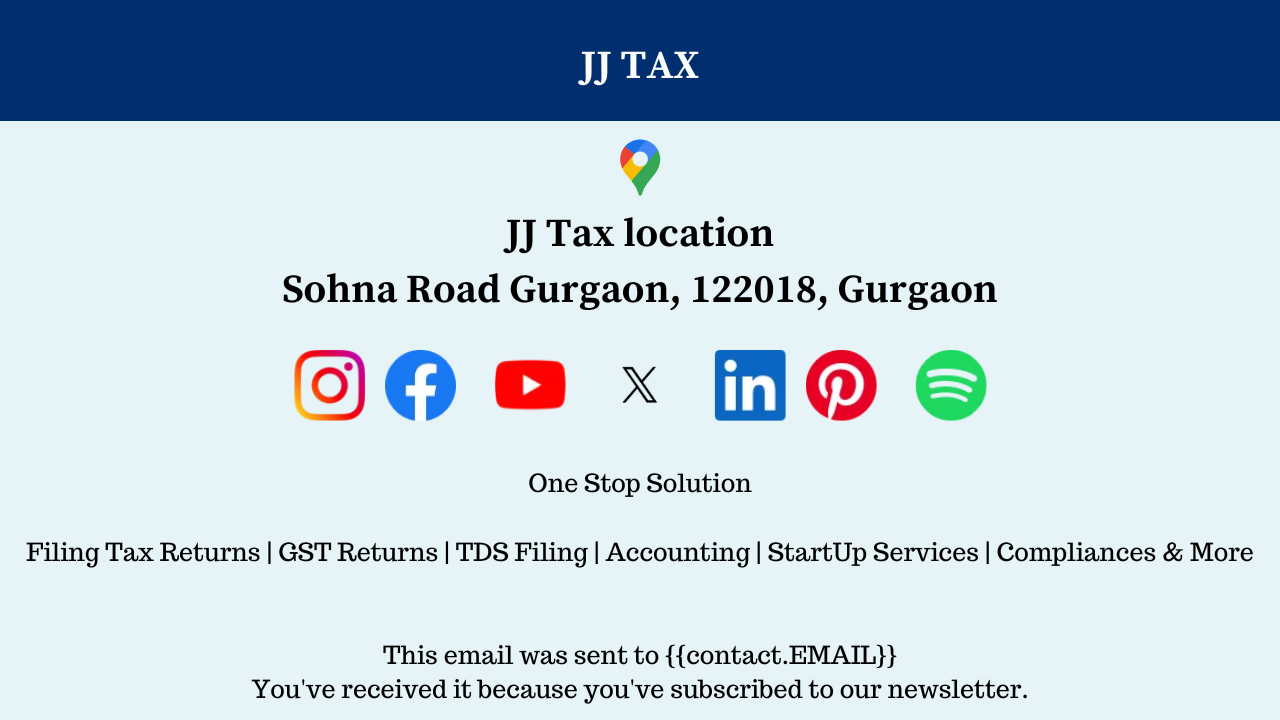 JJ TAX
JJ Tax location
Sohna Road Gurgaon, 122018, Gurgaon
in
One Stop Solution
Filing Tax Returns | GST Returns | TDS Filing | Accounting | StartUp Services | Compliances & More
This email was sent to {{contact.EMAIL}}
You've received it because you've subscribed to our newsletter.